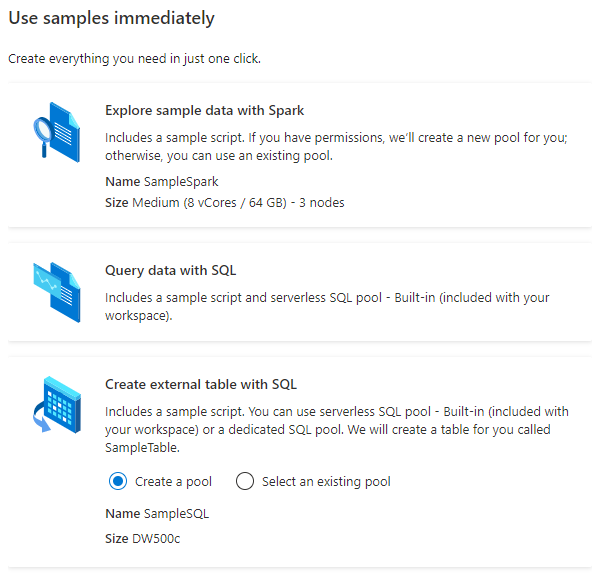 Use samples immediately
Create everything you need in just one click.
Explore sample data with Spark
Includes a sample script. If you have permissions, we'll create a new pool for you;
otherwise, you can use an existing pool.
Name SampleSpark
Size Medium (8 vCores / 64 GB) - 3 nodes
Query data with SQL
Includes a sample script and serverless SQL pool - Built-in (included with your
workspace).
Create external table with SQL
Includes a sample script. You can use serverless SQL pool - Built-in (included with
your workspace) or a dedicated SQL pool. We will create a table for you called
SampleTable.
Create a pool Select an existing pool
Name SampleSQL
Size DW500c